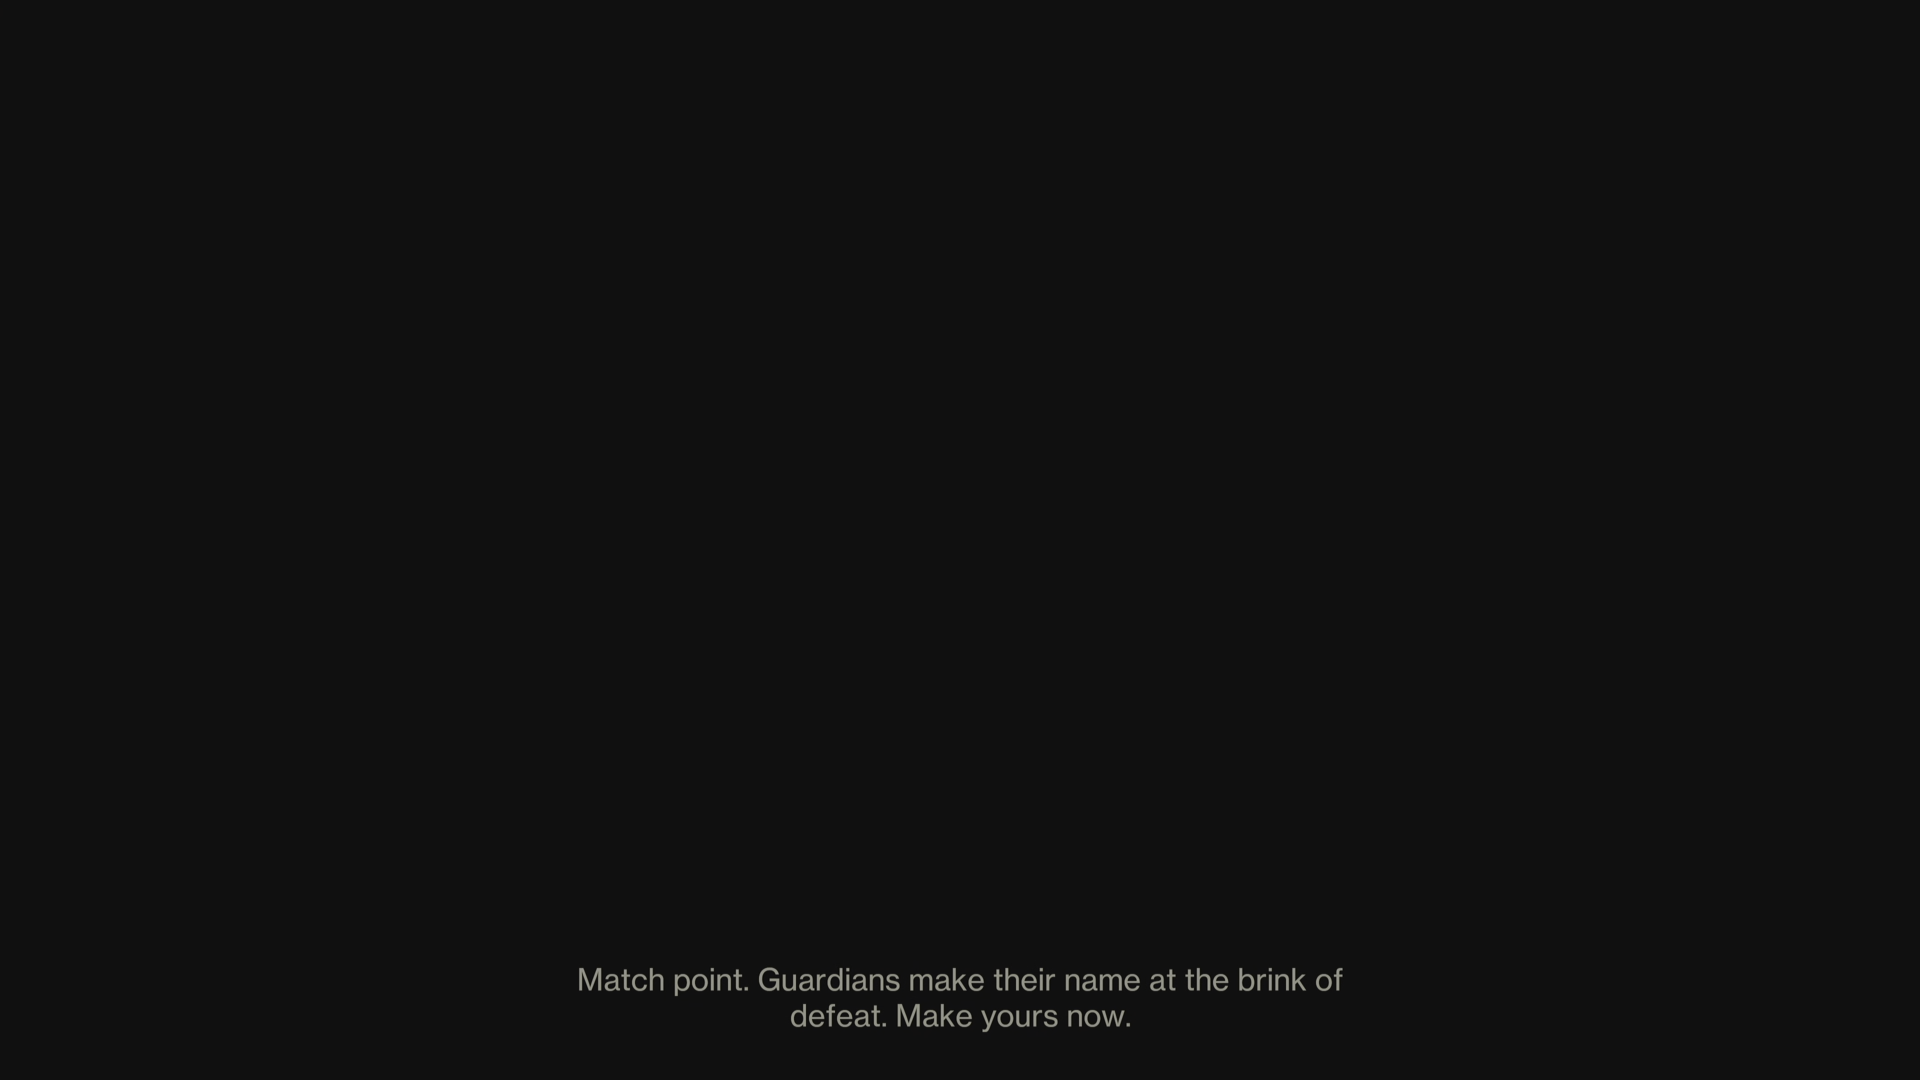 Match point. Guardians make their name at the brink of
defeat. Make yours now.